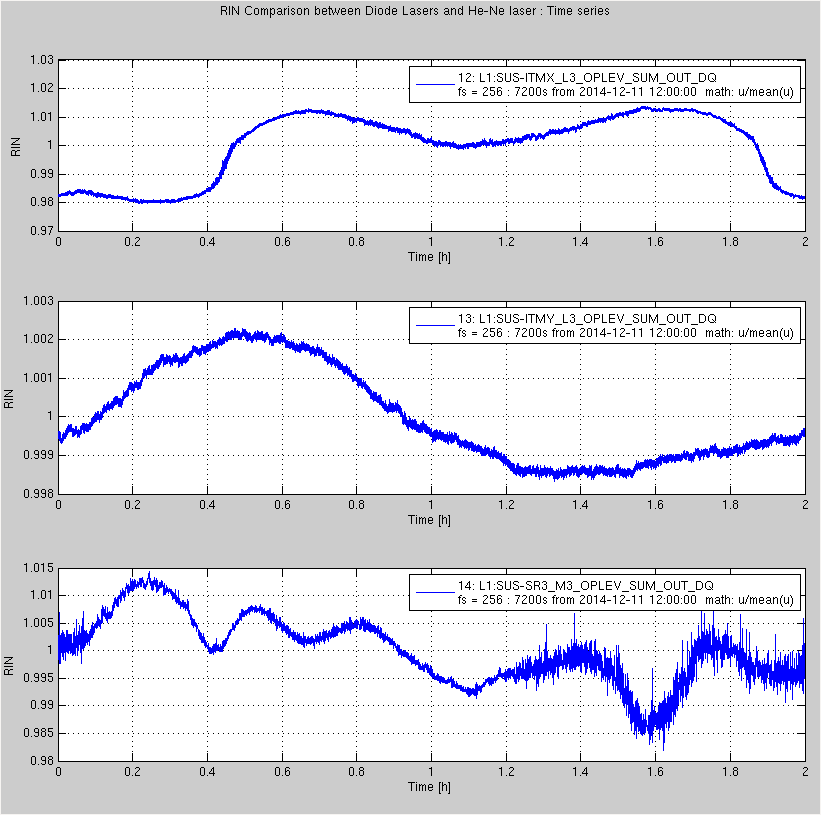 RIN Comparison between Diode Lasers and He-Ne laser : Time series
1.03
1.02
1.01
1
0.99
0.98
0.97
RIN
12: L1:SUS-ITMX_L3_OPLEV_SUM_OUT_DQ
fs = 256 : 7200s from 2014-12-11 12:00:00 math: u/mean(u)
0 0.2 0.4 0.6 0.8 1 1.2 1.4 1.6 1.8 2
Time [h]
1.003
1.002
1.001
1
0.999
0.998
RIN
13: L1:SUS-ITMY_L3_OPLEV_SUM_OUT_DQ
fs = 256 : 7200s from 2014-12-11 12:00:00 math: u/mean(u)
0 0.2 0.4 0.6 0.8 1 1.2 1.4 1.6 1.8 2
Time [h]
1.015
1.01
1.005
1
0.995
0.99
0.985
0.98
RIN
14: L1:SUS-SR3_M3_OPLEV_SUM_OUT_DQ
fs = 256 : 7200s from 2014-12-11 12:00:00 math: u/mean(u)
0 0.2 0.4 0.6 0.8 1 1.2 1.4 1.6 1.8 2
Time [h]